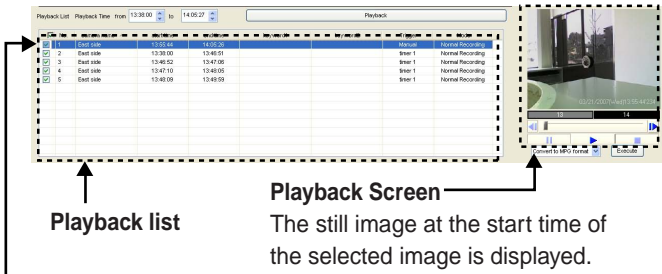 Playback List Playback Time from 13:38:00 to 14:05:27 Playback
1 East side 13:55:44 14:05:26 Manual Normal Recording
2 East side 13:38:00 13:46:51 timer 1 Normal Recording
3 East side 13:46:52 13:47:06 timer 1 Normal Recording
4 East side 13:47:10 13:48:05 timer 1 Normal Recording
5 East side 13:48:09 13:49:59 timer 1 Normal Recording
13 14
Convert to MPG format Execute
Playback list
Playback Screen
The still image at the start time of
the selected image is displayed.